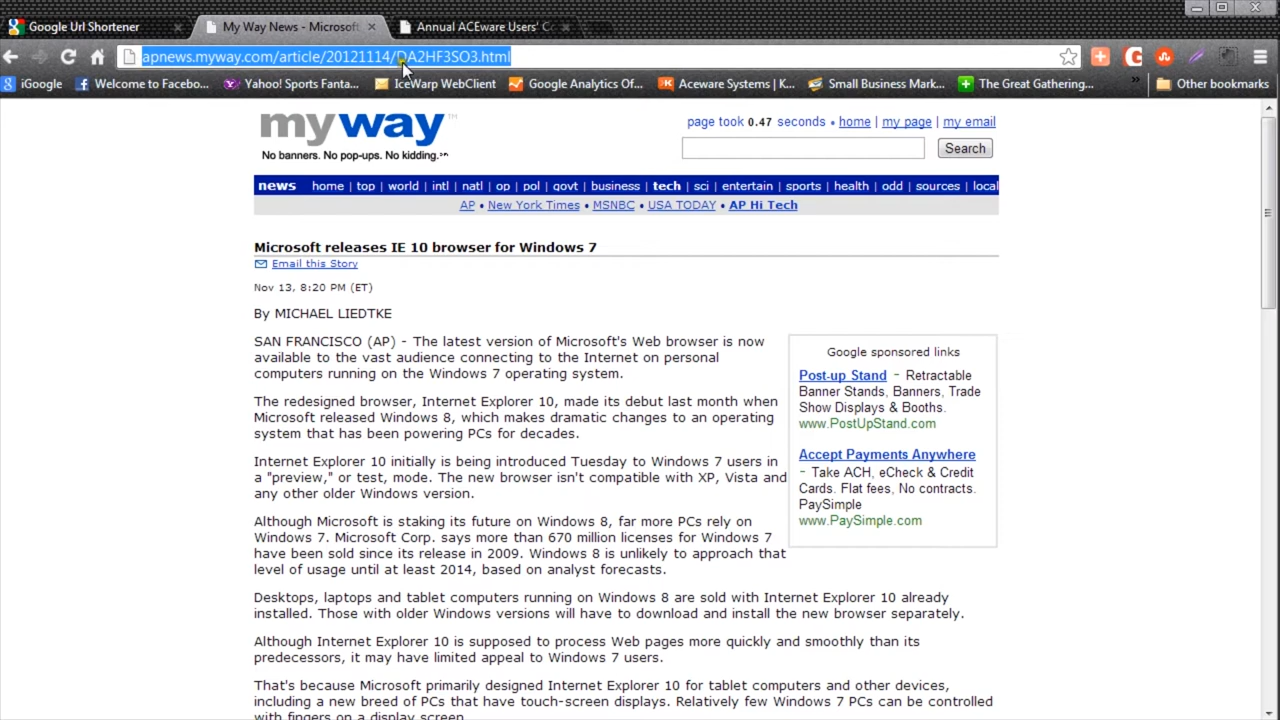 Google Url Shortener
My Way News - Microsoft
Annual ACEware Users' C
apnews.myway.com/article/20121114/DA2HF3SO3.html
iGoogle
Welcome to Facebo...
Yahoo! Sports Fanta...
IceWarp WebClient
Google Analytics Of...
Aceware Systems | K...
Small Business Mark...
The Great Gathering...
Other bookmarks
myway
No banners. No pop-ups. No kidding.
page took 0.47 seconds • home | my page | my email
Search
news home | top | world | intl | natl | op | pol | govt | business | tech | sci | entertain | sports | health | odd | sources | local
AP • New York Times • MSNBC • USA TODAY • AP Hi Tech
Microsoft releases IE 10 browser for Windows 7
Email this Story
Nov 13, 8:20 PM (ET)
By MICHAEL LIEDTKE
SAN FRANCISCO (AP) - The latest version of Microsoft's Web browser is now
available to the vast audience connecting to the Internet on personal
computers running on the Windows 7 operating system.
The redesigned browser, Internet Explorer 10, made its debut last month when
Microsoft released Windows 8, which makes dramatic changes to an operating
system that has been powering PCs for decades.
Internet Explorer 10 initially is being introduced Tuesday to Windows 7 users in
a "preview," or test, mode. The new browser isn't compatible with XP, Vista and
any other older Windows version.
Although Microsoft is staking its future on Windows 8, far more PCs rely on
Windows 7. Microsoft Corp. says more than 670 million licenses for Windows 7
have been sold since its release in 2009. Windows 8 is unlikely to approach that
level of usage until at least 2014, based on analyst forecasts.
Google sponsored links
Post-up Stand - Retractable
Banner Stands, Banners, Trade
Show Displays & Booths.
www.PostUpStand.com
Accept Payments Anywhere
- Take ACH, eCheck & Credit
Cards. Flat fees, No contracts.
PaySimple
www.PaySimple.com
Desktops, laptops and tablet computers running on Windows 8 are sold with Internet Explorer 10 already
installed. Those with older Windows versions will have to download and install the new browser separately.
Although Internet Explorer 10 is supposed to process Web pages more quickly and smoothly than its
predecessors, it may have limited appeal to Windows 7 users.
That's because Microsoft primarily designed Internet Explorer 10 for tablet computers and other devices,
including a new breed of PCs that have touch-screen displays. Relatively few Windows 7 PCs can be controlled
with fingers on a display screen.